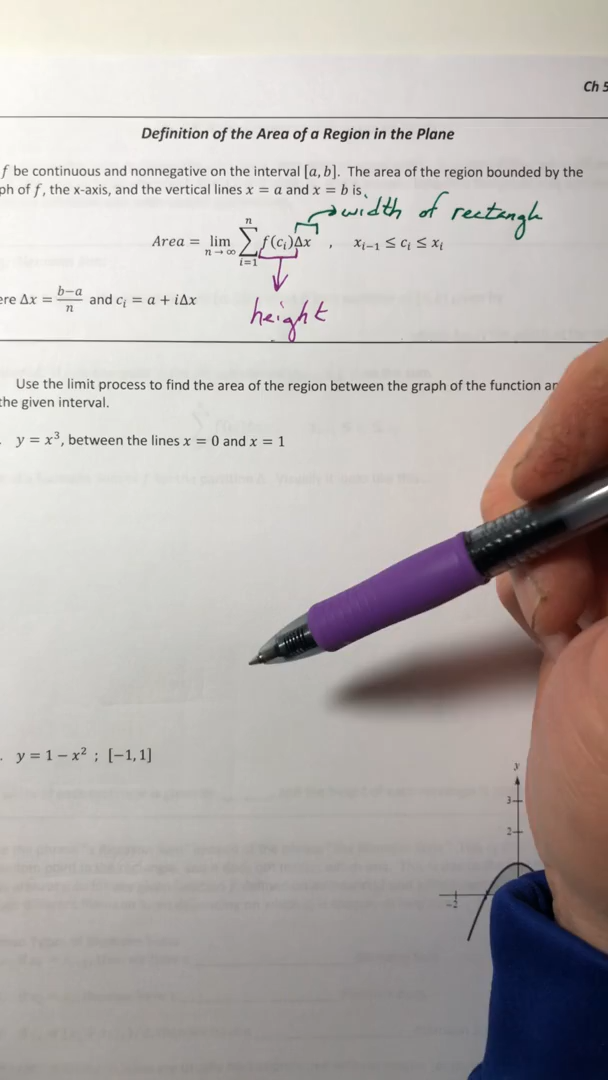 Ch 5
Definition of the Area of a Region in the Plane
f be continuous and nonnegative on the interval [a, b]. The area of the region bounded by the
ph of f, the x-axis, and the vertical lines x = a and x = b is
width of rectangle
Area = lim n→∞ ∑ i=1 n f(cᵢ)Δx , xᵢ₋₁ ≤ cᵢ ≤ xᵢ
ere Δx = b−a/n and cᵢ = a + iΔx
height
Use the limit process to find the area of the region between the graph of the function an
the given interval.
. y = x³, between the lines x = 0 and x = 1
. y = 1 − x² ; [−1,1]
y
3
2
−2